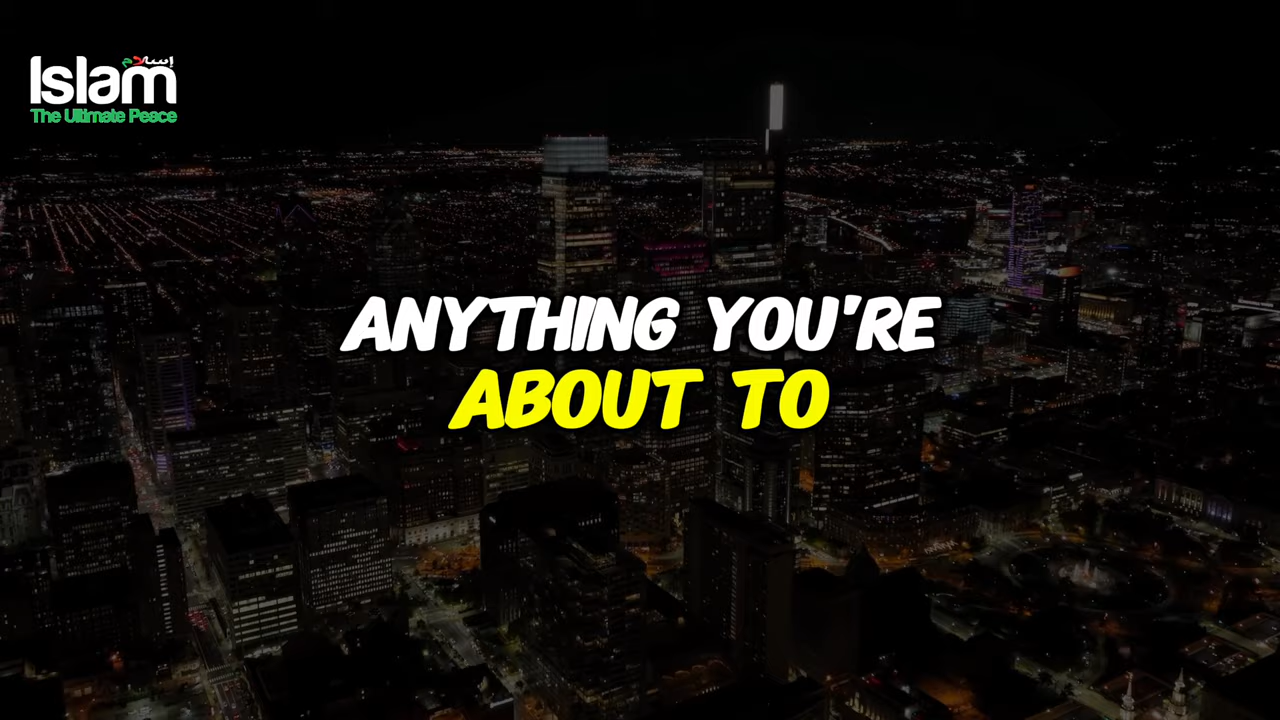 إسلام
Islam
The Ultimate Peace
ANYTHING YOU'RE
ABOUT TO